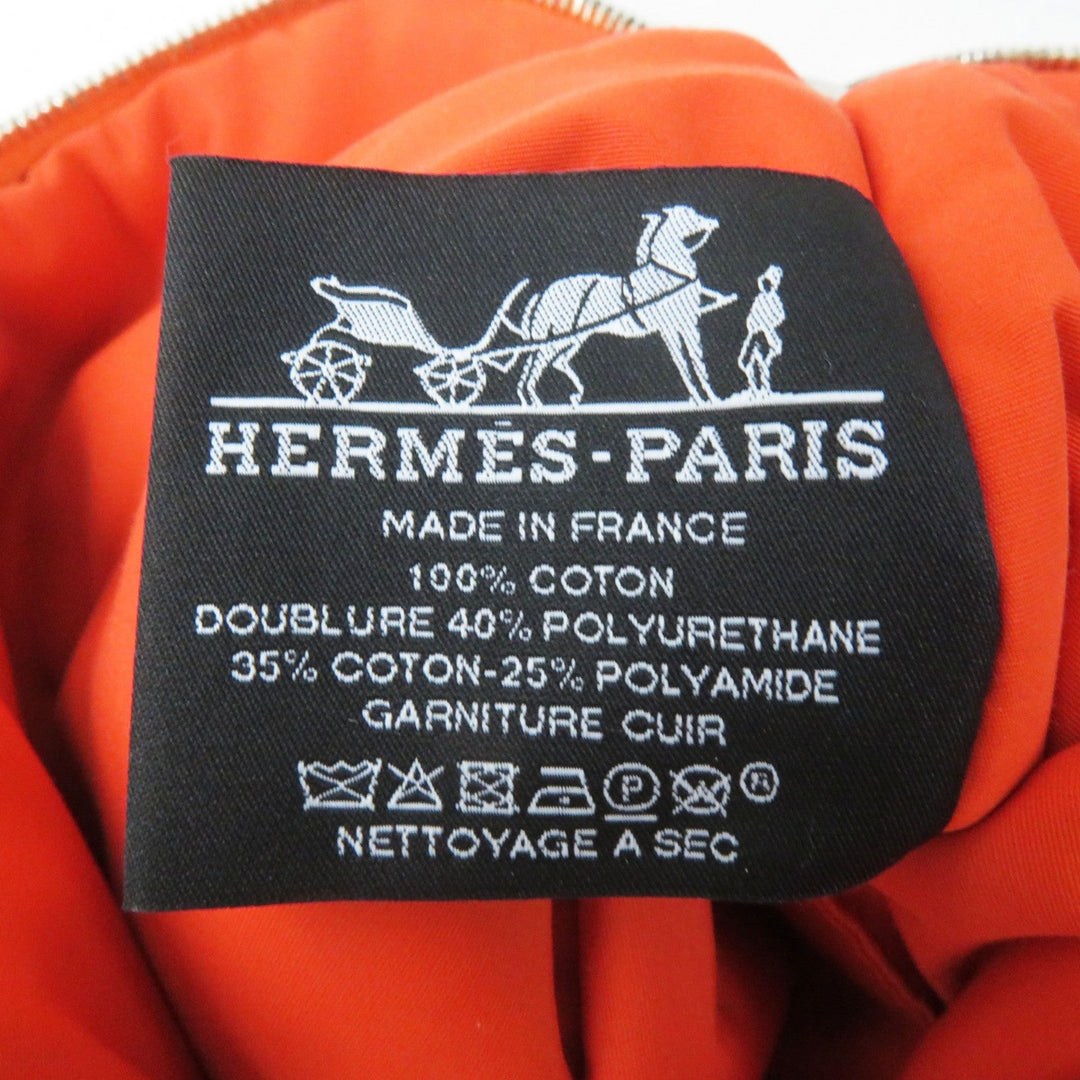 HERMÈS-PARIS
MADE IN FRANCE
100% COTON
DOUBLURE 40% POLYURETHANE
35% COTON-25% POLYAMIDE
GARNITURE CUIR
P W ®
NETTOYAGE A SEC